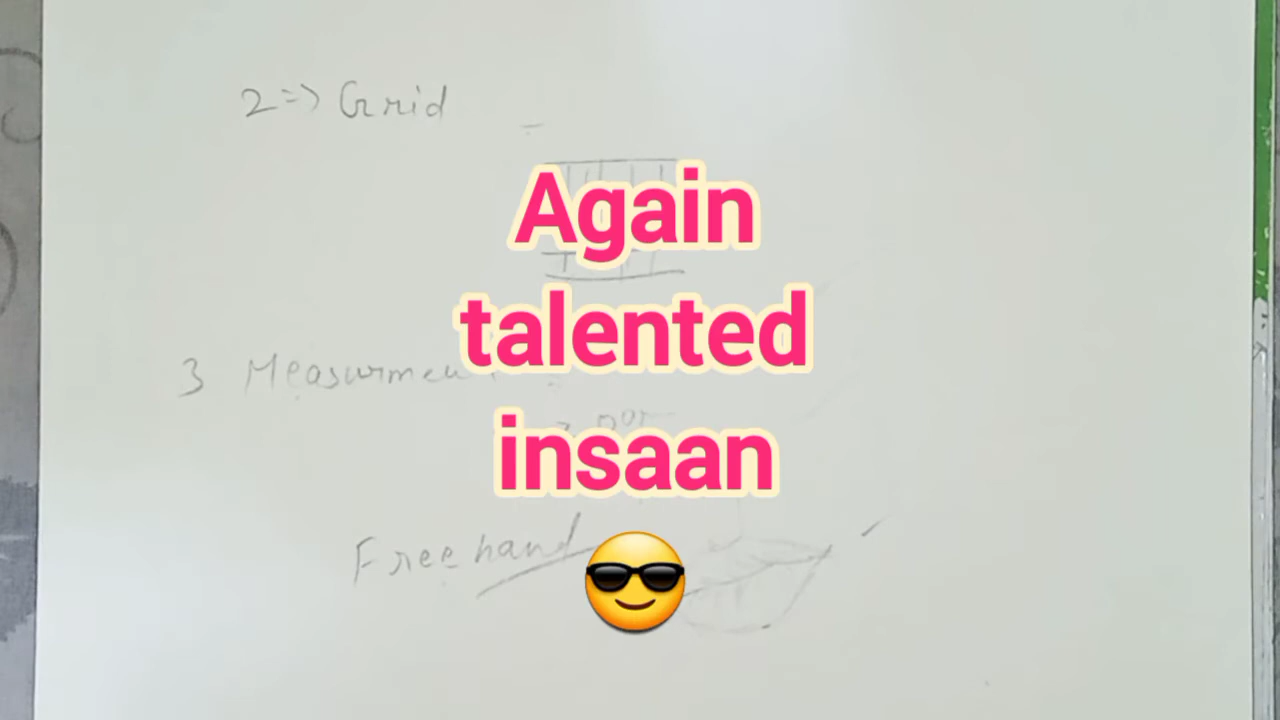 2=> Grid
Again
talented
3 Measurmen
insaan
Freehand
😎